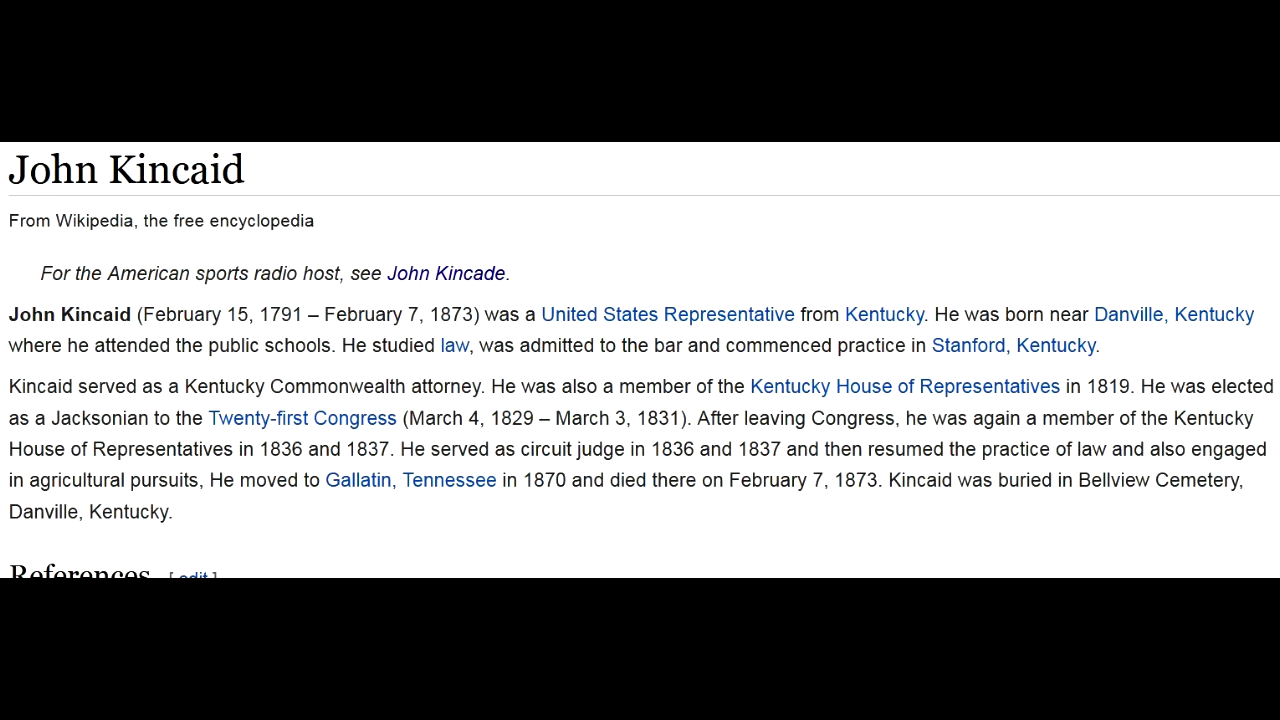 John Kincaid
From Wikipedia, the free encyclopedia
For the American sports radio host, see John Kincade.
John Kincaid (February 15, 1791 – February 7, 1873) was a United States Representative from Kentucky. He was born near Danville, Kentucky
where he attended the public schools. He studied law, was admitted to the bar and commenced practice in Stanford, Kentucky.
Kincaid served as a Kentucky Commonwealth attorney. He was also a member of the Kentucky House of Representatives in 1819. He was elected
as a Jacksonian to the Twenty-first Congress (March 4, 1829 – March 3, 1831). After leaving Congress, he was again a member of the Kentucky
House of Representatives in 1836 and 1837. He served as circuit judge in 1836 and 1837 and then resumed the practice of law and also engaged
in agricultural pursuits, He moved to Gallatin, Tennessee in 1870 and died there on February 7, 1873. Kincaid was buried in Bellview Cemetery,
Danville, Kentucky.
References [ edit ]